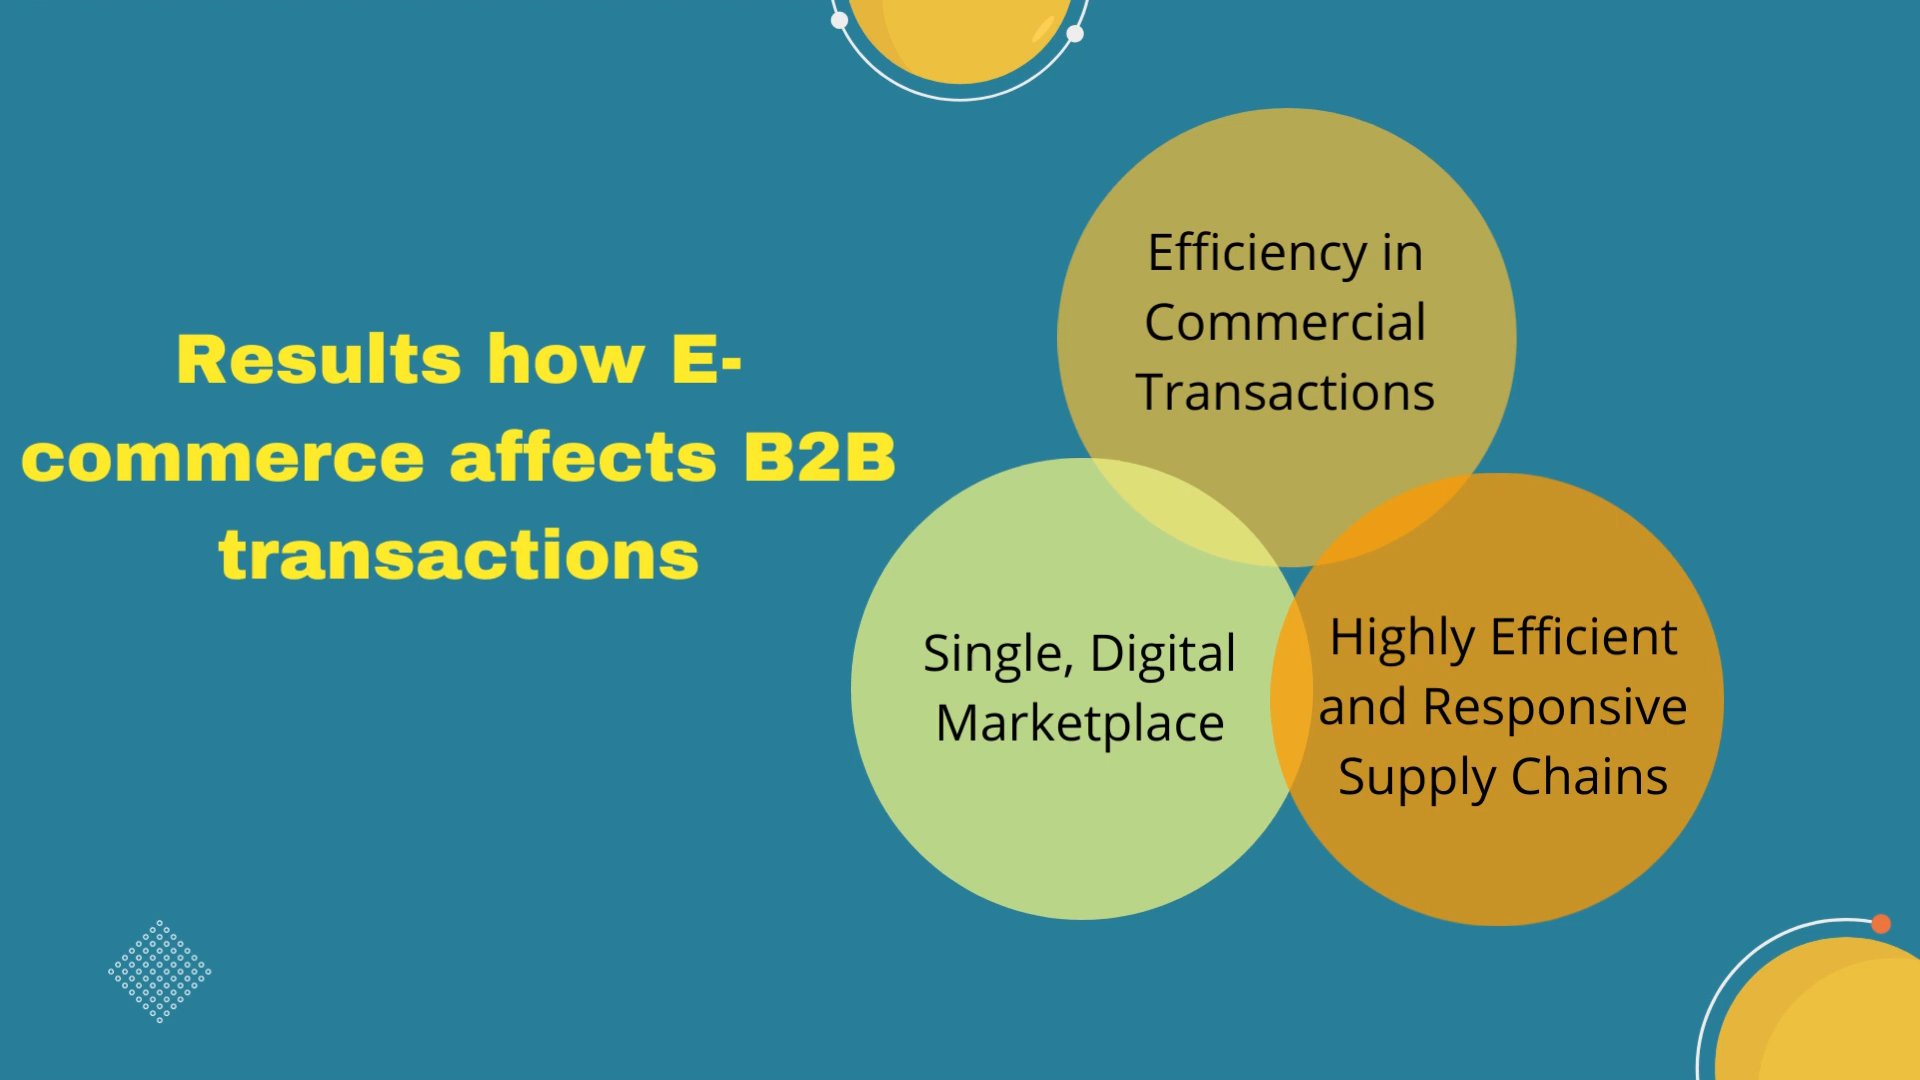 Results how E-
commerce affects B2B
transactions
Efficiency in
Commercial
Transactions
Single, Digital
Marketplace
Highly Efficient
and Responsive
Supply Chains